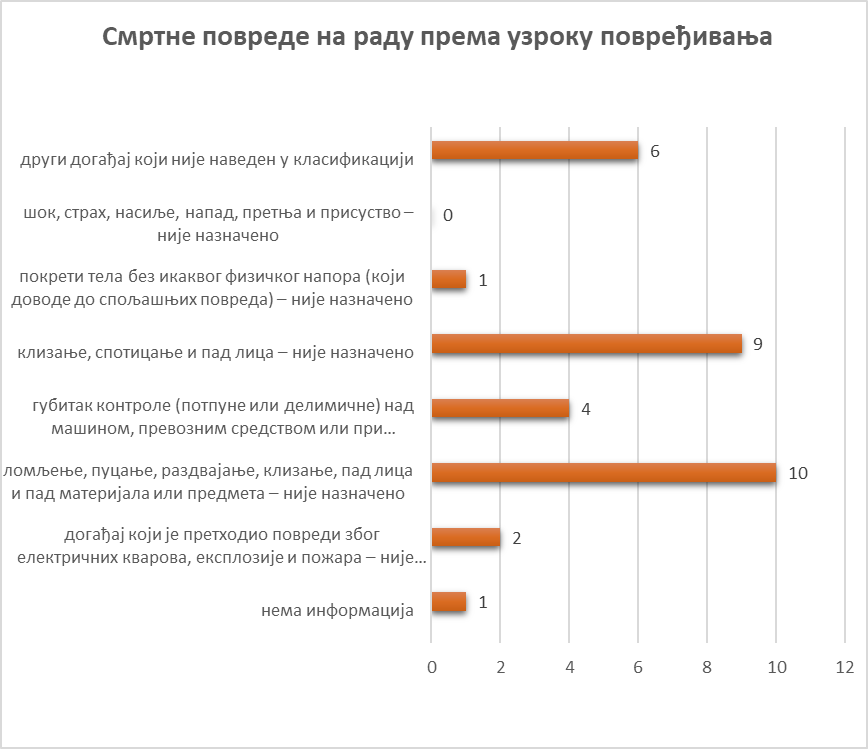 Смртне повреде на раду према узроку повређивања
други догађај који није наведен у класификацији
6
шок, страх, насиље, напад, претња и присуство –
није назначено
0
покрети тела без икаквог физичког напора (који
доводе до спољашњих повреда) – није назначено
1
клизање, спотицање и пад лица – није назначено
9
губитак контроле (потпуне или делимичне) над
машином, превозним средством или при...
4
ломљење, пуцање, раздвајање, клизање, пад лица
и пад материјала или предмета – није назначено
10
догађај који је претходио повреди због
електричних кварова, експлозије и пожара – није...
2
нема информација
1
0 2 4 6 8 10 12